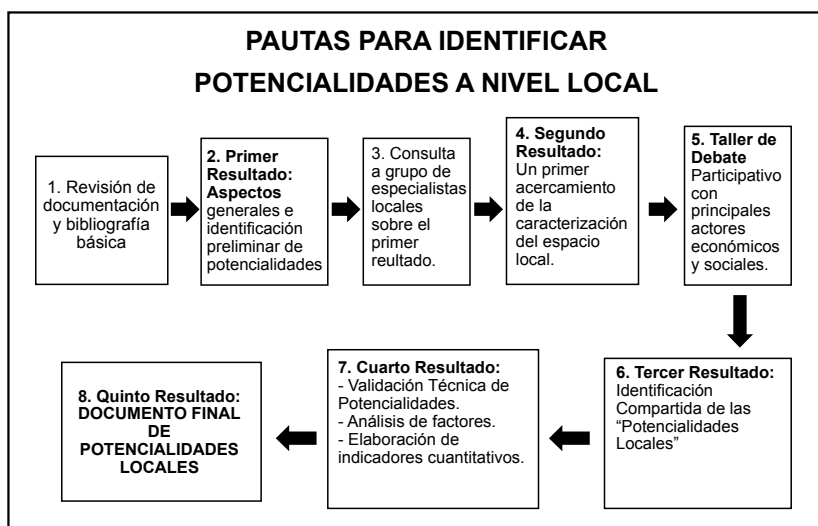 PAUTAS PARA IDENTIFICAR
POTENCIALIDADES A NIVEL LOCAL
1. Revisión de
documentación
y bibliografía
básica
2. Primer
Resultado:
Aspectos
generales e
identificación
preliminar de
potencialidades
3. Consulta
a grupo de
especialistas
locales
sobre el
primer
reultado.
4. Segundo
Resultado:
Un primer
acercamiento
de la
caracterización
del espacio
local.
5. Taller de
Debate
Participativo
con
principales
actores
económicos
y sociales.
6. Tercer Resultado:
Identificación
Compartida de las
“Potencialidades
Locales”
7. Cuarto Resultado:
- Validación Técnica de
Potencialidades.
- Análisis de factores.
- Elaboración de
indicadores cuantitativos.
8. Quinto Resultado:
DOCUMENTO FINAL
DE
POTENCIALIDADES
LOCALES